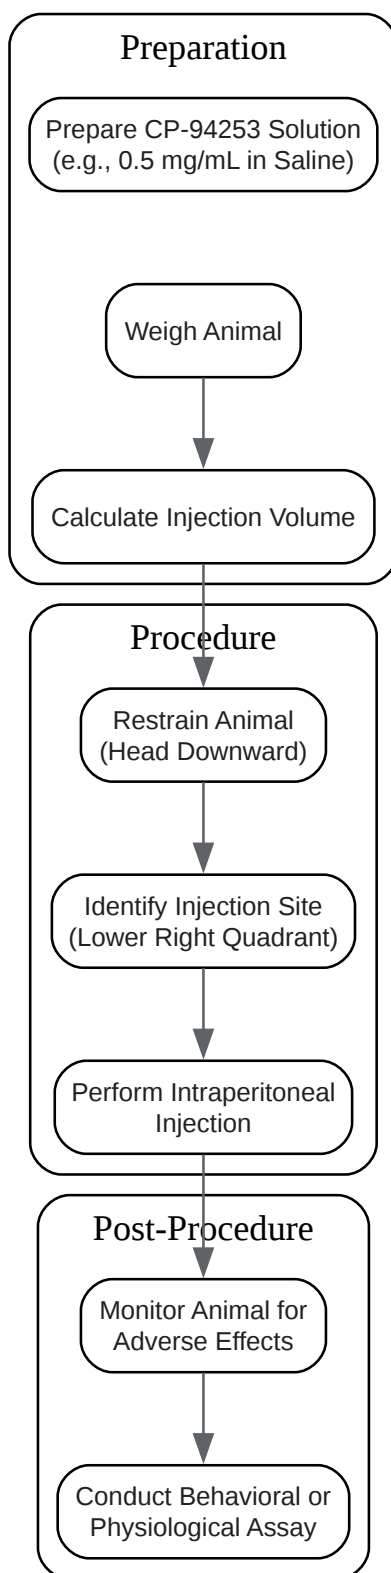 Preparation
Prepare CP-94253 Solution
(e.g., 0.5 mg/mL in Saline)
Weigh Animal
Calculate Injection Volume
Procedure
Restrain Animal
(Head Downward)
Identify Injection Site
(Lower Right Quadrant)
Perform Intraperitoneal
Injection
Post-Procedure
Monitor Animal for
Adverse Effects
Conduct Behavioral or
Physiological Assay